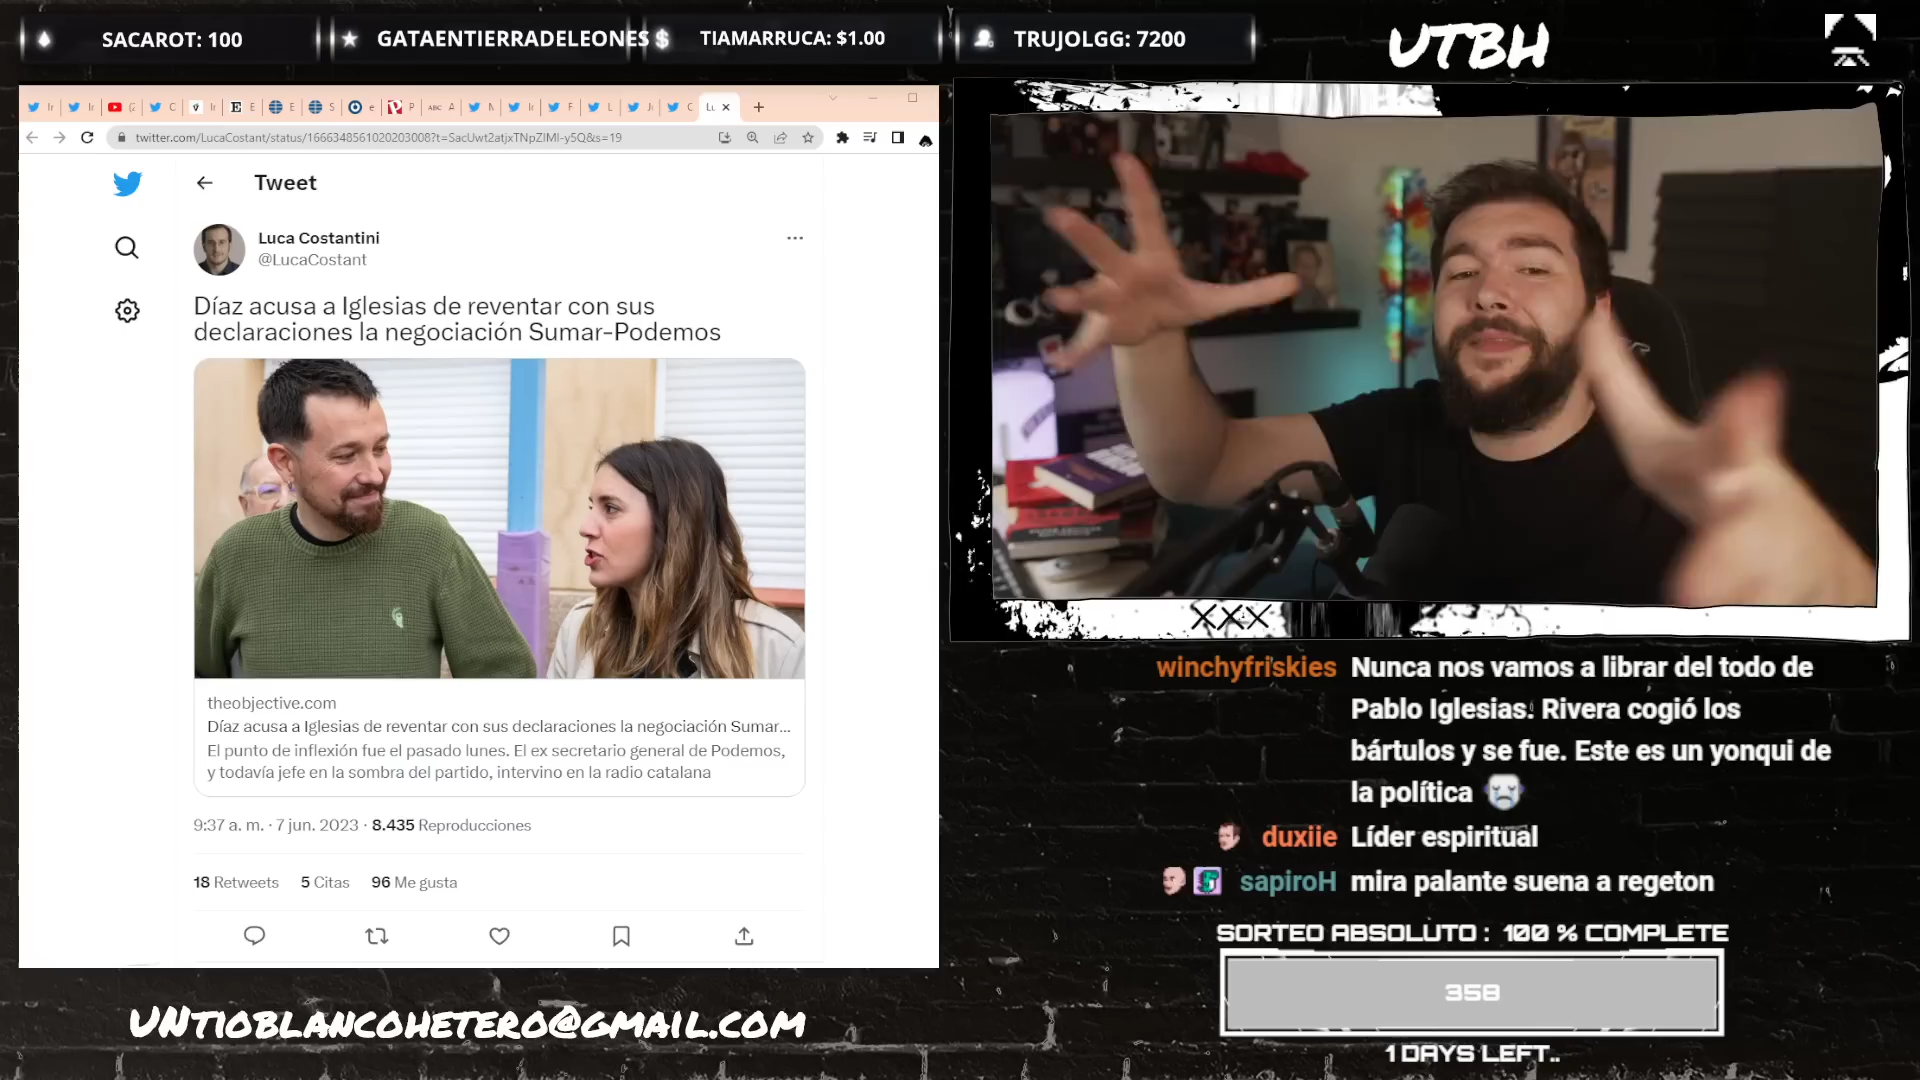 SACAROT: 100
GATAENTIERRADELEONES
TIAMARRUCA: $1.00
TRUJOLGG: 7200
UTBH
twitter.com/LucaCostant/status/1666348561020203008?t=SacUwt2atjxTNpZIMI-y5Q&s=19
Tweet
Luca Costantini
@LucaCostant
Díaz acusa a Iglesias de reventar con sus
declaraciones la negociación Sumar-Podemos
theobjective.com
Díaz acusa a Iglesias de reventar con sus declaraciones la negociación Sumar...
El punto de inflexión fue el pasado lunes. El ex secretario general de Podemos,
y todavía jefe en la sombra del partido, intervino en la radio catalana
9:37 a. m. · 7 jun. 2023 · 8.435 Reproducciones
18 Retweets 5 Citas 96 Me gusta
XXX
winchyfriskies Nunca nos vamos a librar del todo de
Pablo Iglesias. Rivera cogió los
bártulos y se fue. Este es un yonqui de
la política
duxiie Líder espiritual
sapiroH mira palante suena a regeton
SORTEO ABSOLUTO : 100 % COMPLETE
358
1 DAYS LEFT..
UNTIOBLANCOHETERO@GMAIL.COM